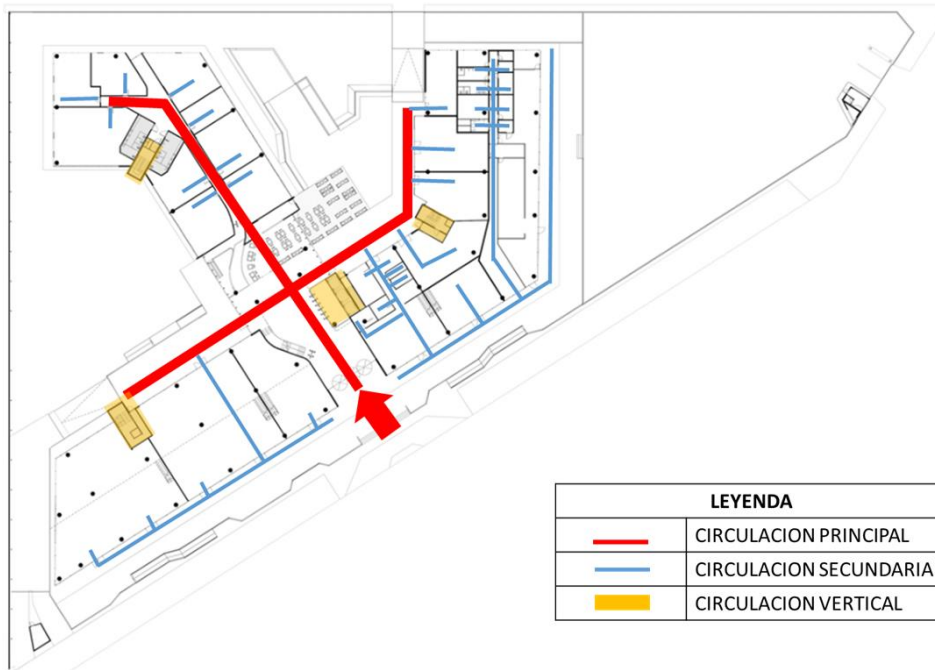 LEYENDA
CIRCULACION PRINCIPAL
CIRCULACION SECUNDARIA
CIRCULACION VERTICAL